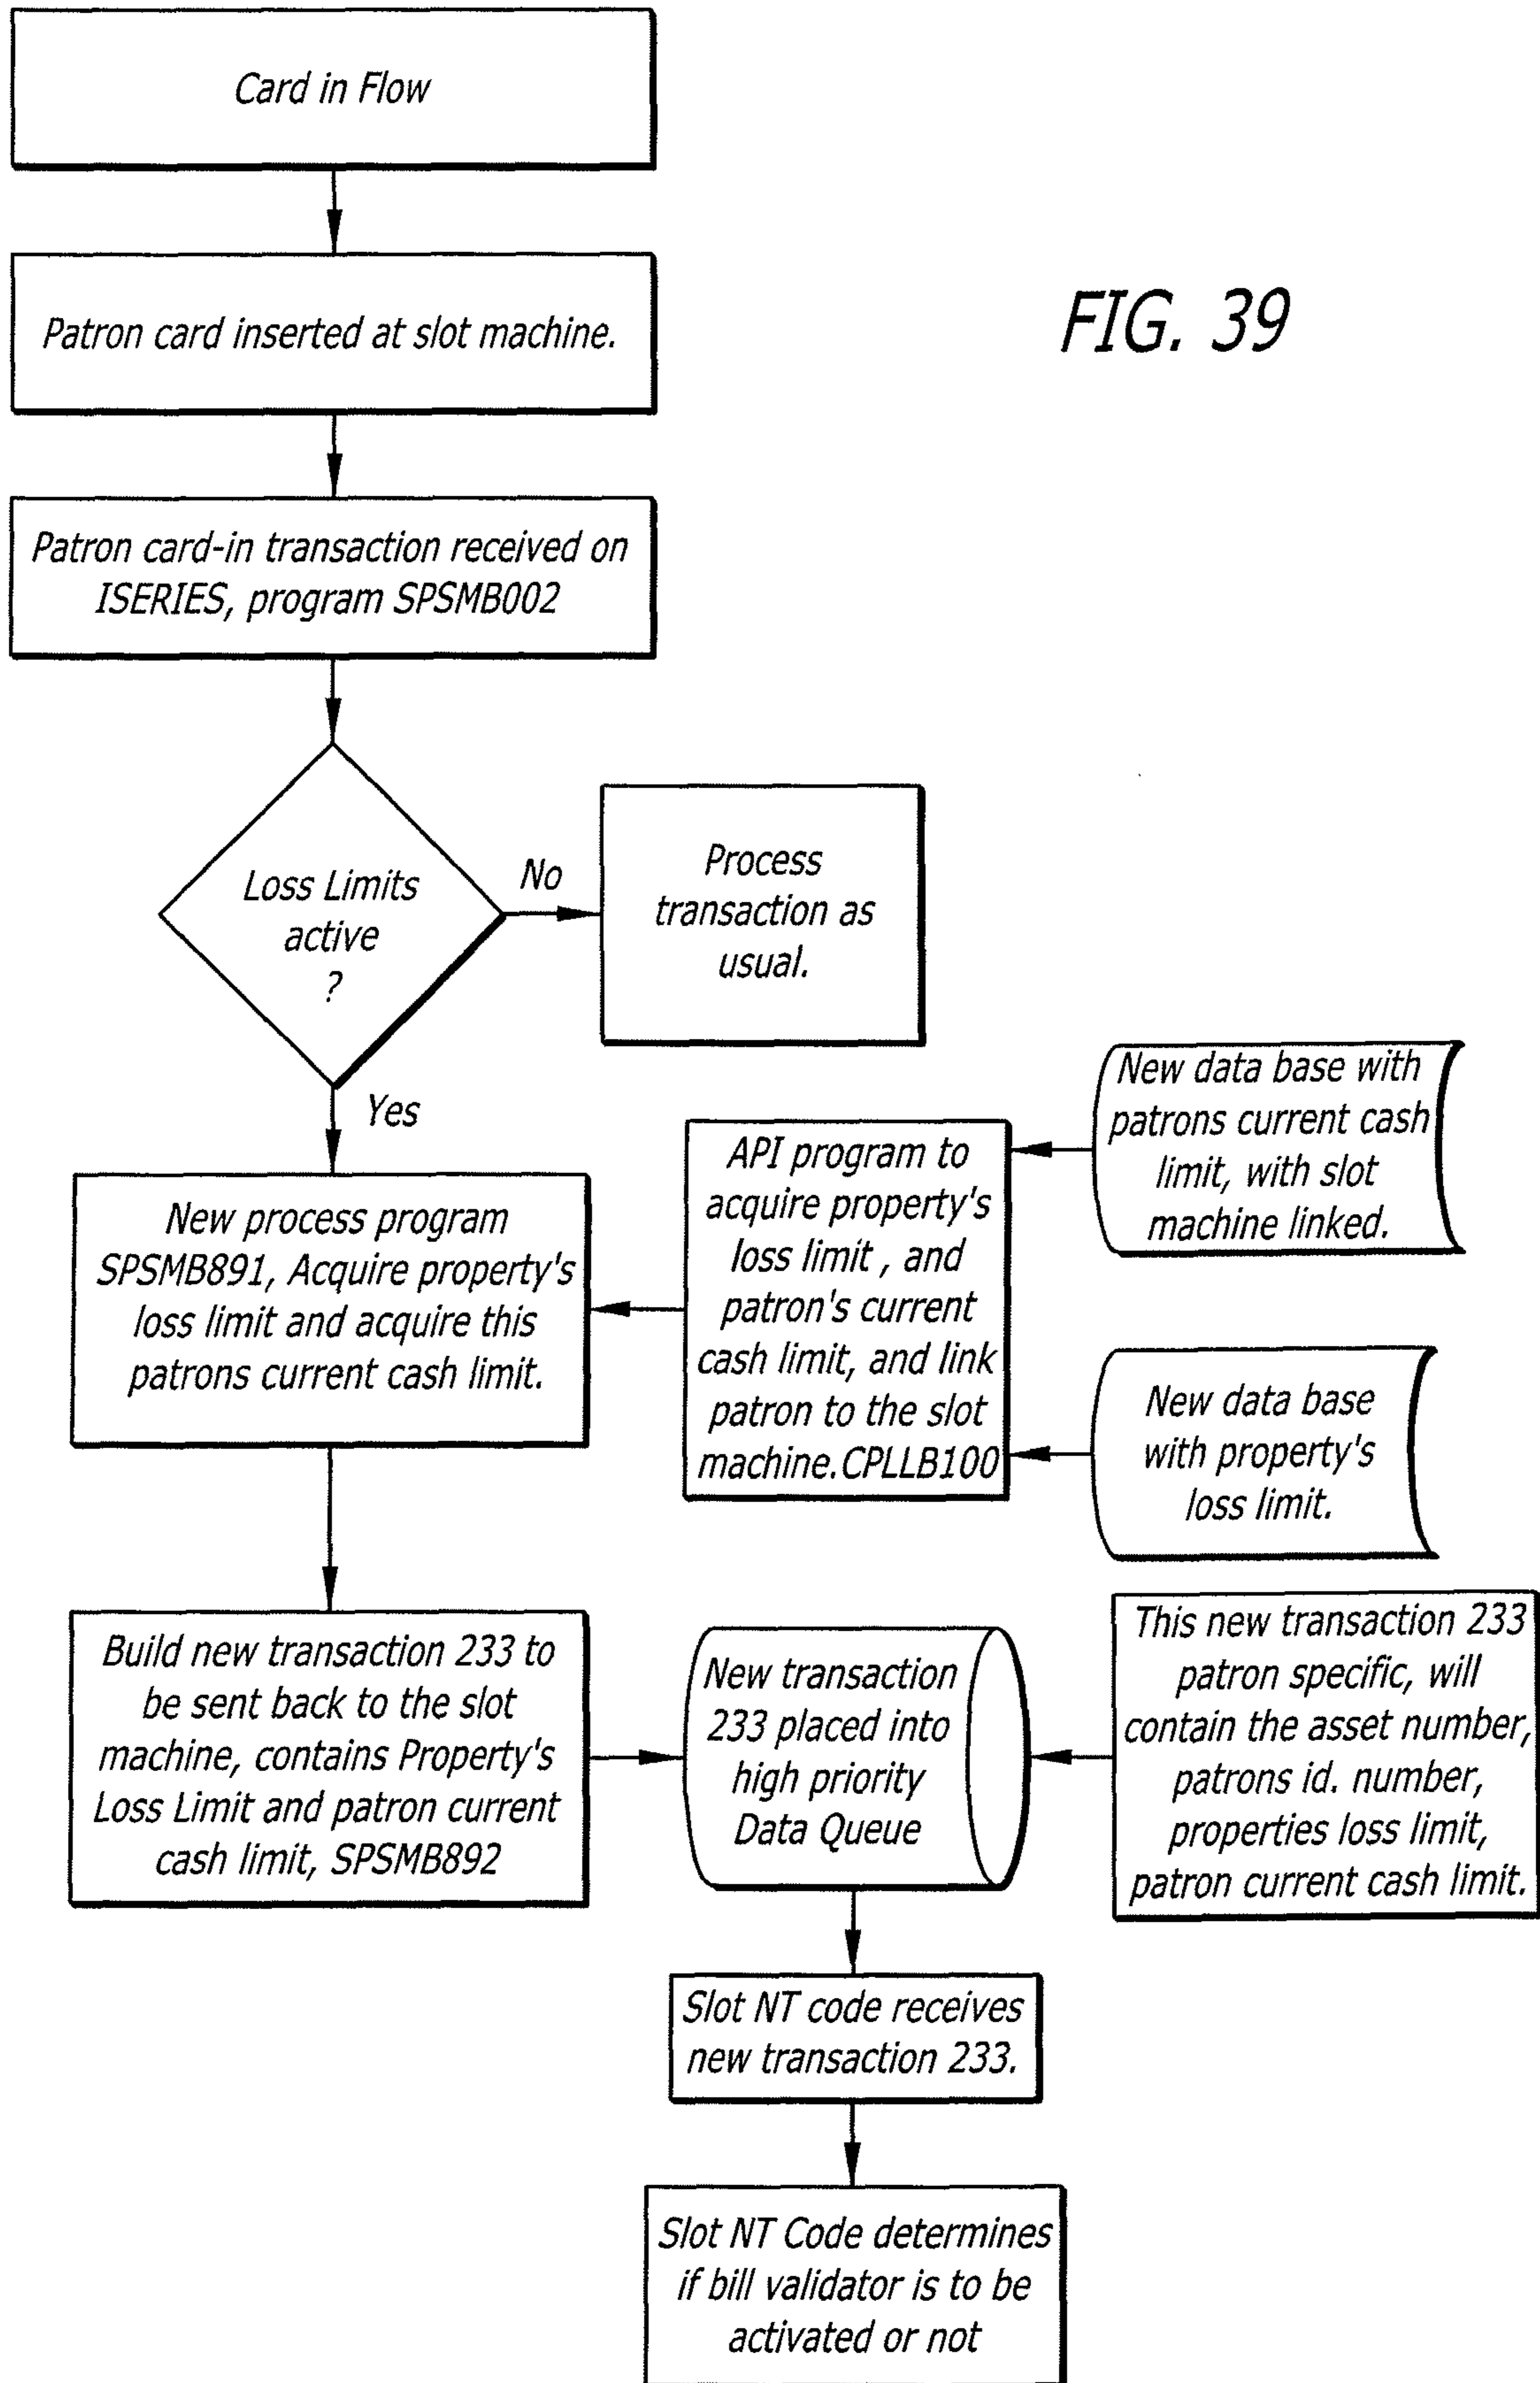 Card in Flow
FIG. 39
Patron card inserted at slot machine.
Patron card-in transaction received on
ISERIES, program SPSMB002
Loss Limits
active
?
No
Process
transaction as
usual.
Yes
New process program
SPSMB891, Acquire property's
loss limit and acquire this
patrons current cash limit.
API program to
acquire property's
loss limit , and
patron's current
cash limit, and link
patron to the slot
machine.CPLLB100
New data base with
patrons current cash
limit, with slot
machine linked.
New data base
with property's
loss limit.
Build new transaction 233 to
be sent back to the slot
machine, contains Property's
Loss Limit and patron current
cash limit, SPSMB892
New transaction
233 placed into
high priority
Data Queue
This new transaction 233
patron specific, will
contain the asset number,
patrons id. number,
properties loss limit,
patron current cash limit.
Slot NT code receives
new transaction 233.
Slot NT Code determines
if bill validator is to be
activated or not